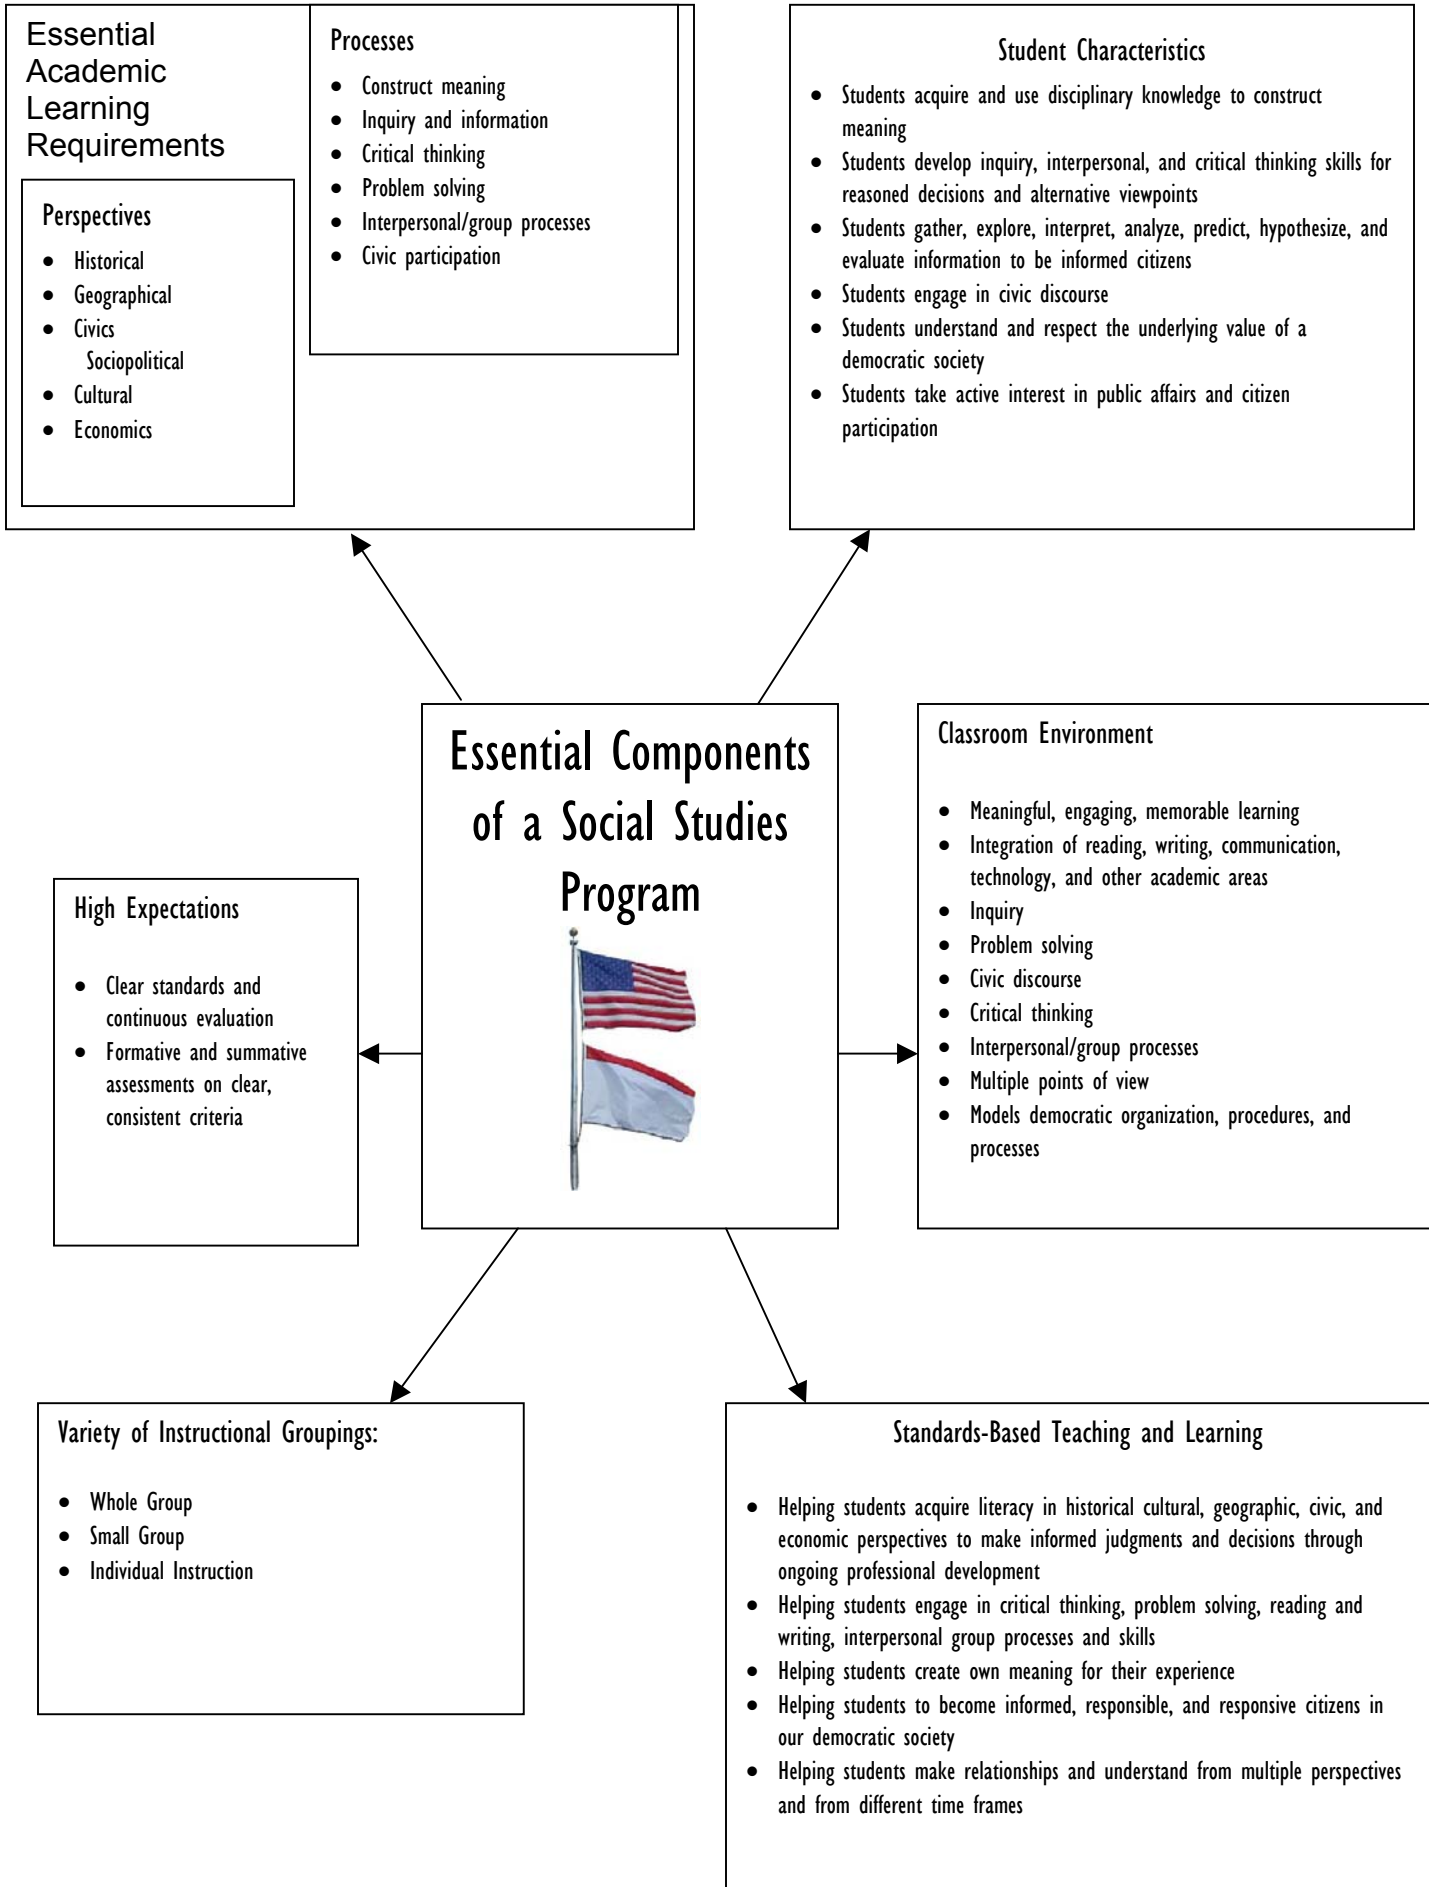 Essential
Academic
Learning
Requirements
Perspectives
• Historical
• Geographical
• Civics
Sociopolitical
• Cultural
• Economics
Processes
• Construct meaning
• Inquiry and information
• Critical thinking
• Problem solving
• Interpersonal/group processes
• Civic participation
Student Characteristics
• Students acquire and use disciplinary knowledge to construct
meaning
• Students develop inquiry, interpersonal, and critical thinking skills for
reasoned decisions and alternative viewpoints
• Students gather, explore, interpret, analyze, predict, hypothesize, and
evaluate information to be informed citizens
• Students engage in civic discourse
• Students understand and respect the underlying value of a
democratic society
• Students take active interest in public affairs and citizen
participation
Essential Components
of a Social Studies
Program
High Expectations
• Clear standards and
continuous evaluation
• Formative and summative
assessments on clear,
consistent criteria
Classroom Environment
• Meaningful, engaging, memorable learning
• Integration of reading, writing, communication,
technology, and other academic areas
• Inquiry
• Problem solving
• Civic discourse
• Critical thinking
• Interpersonal/group processes
• Multiple points of view
• Models democratic organization, procedures, and
processes
Variety of Instructional Groupings:
• Whole Group
• Small Group
• Individual Instruction
Standards-Based Teaching and Learning
• Helping students acquire literacy in historical cultural, geographic, civic, and
economic perspectives to make informed judgments and decisions through
ongoing professional development
• Helping students engage in critical thinking, problem solving, reading and
writing, interpersonal group processes and skills
• Helping students create own meaning for their experience
• Helping students to become informed, responsible, and responsive citizens in
our democratic society
• Helping students make relationships and understand from multiple perspectives
and from different time frames